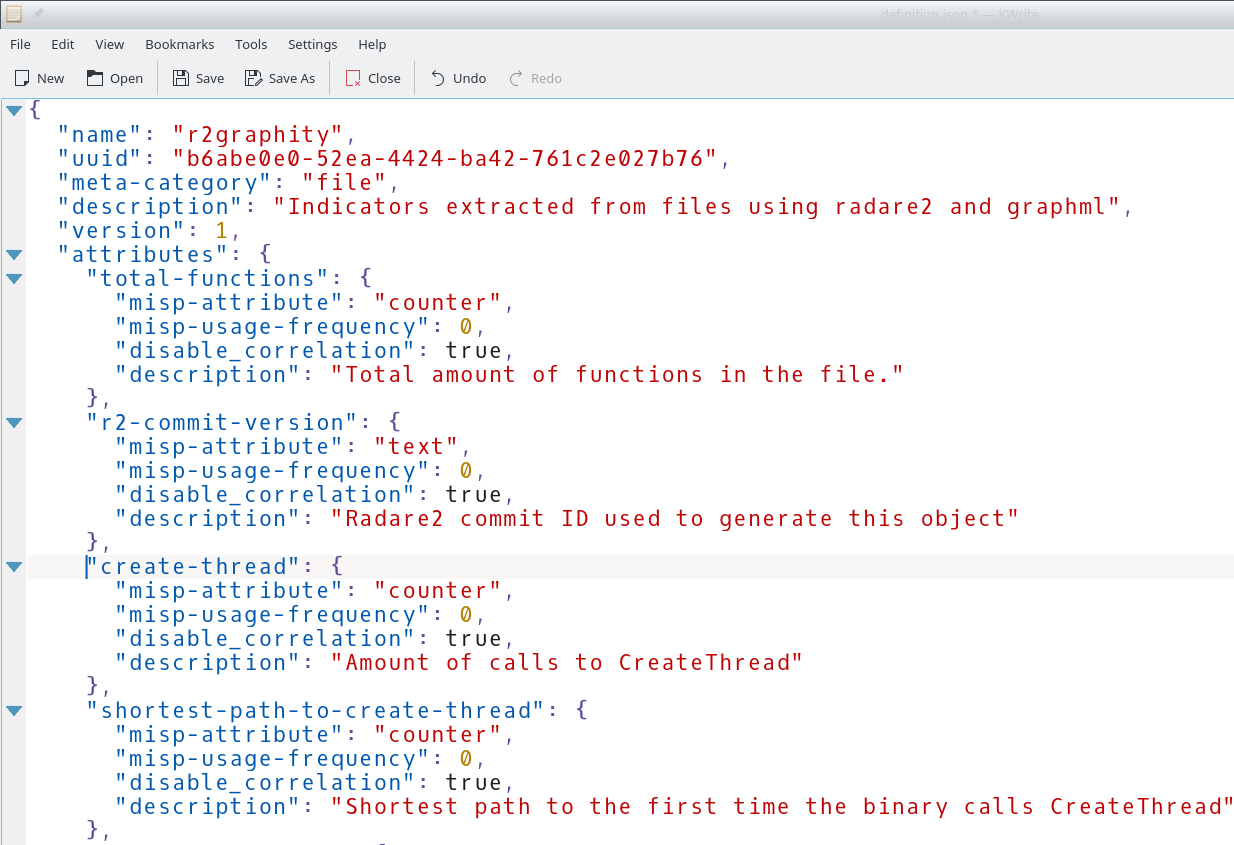 definition.json * — KWrite
File Edit View Bookmarks Tools Settings Help
New Open Save Save As Close Undo Redo
{
"name": "r2graphity",
"uuid": "b6abe0e0-52ea-4424-ba42-761c2e027b76",
"meta-category": "file",
"description": "Indicators extracted from files using radare2 and graphml",
"version": 1,
"attributes": {
"total-functions": {
"misp-attribute": "counter",
"misp-usage-frequency": 0,
"disable_correlation": true,
"description": "Total amount of functions in the file."
},
"r2-commit-version": {
"misp-attribute": "text",
"misp-usage-frequency": 0,
"disable_correlation": true,
"description": "Radare2 commit ID used to generate this object"
},
"create-thread": {
"misp-attribute": "counter",
"misp-usage-frequency": 0,
"disable_correlation": true,
"description": "Amount of calls to CreateThread"
},
"shortest-path-to-create-thread": {
"misp-attribute": "counter",
"misp-usage-frequency": 0,
"disable_correlation": true,
"description": "Shortest path to the first time the binary calls CreateThread"
},